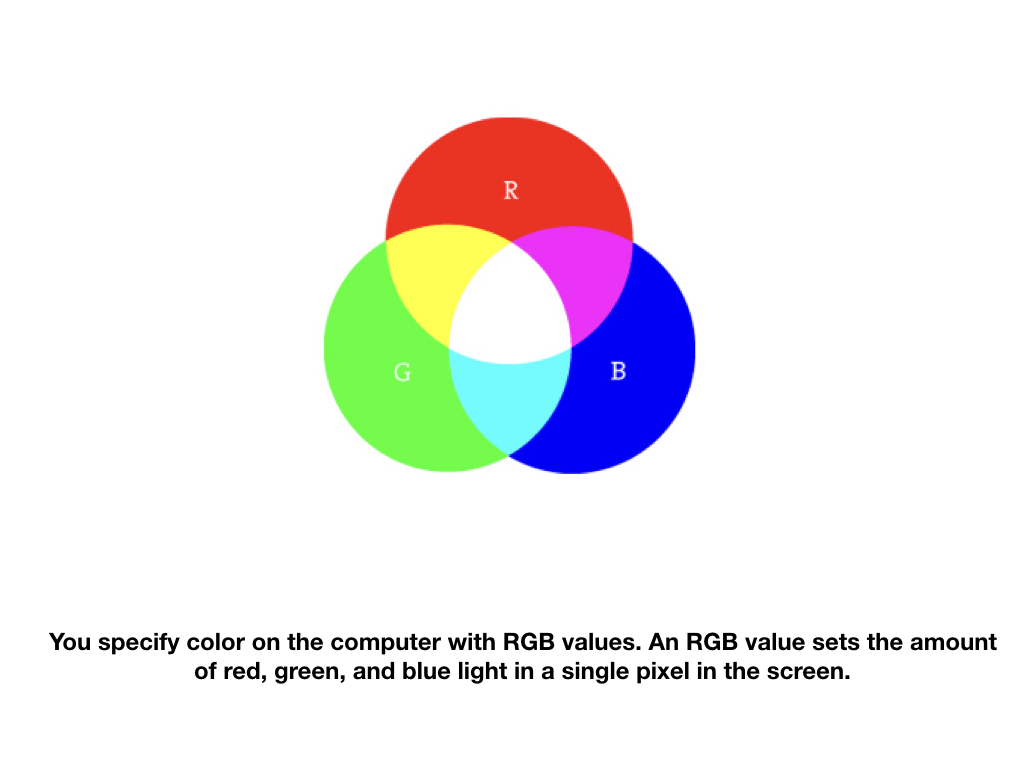 R
G
B
You specify color on the computer with RGB values. An RGB value sets the amount
of red, green, and blue light in a single pixel in the screen.